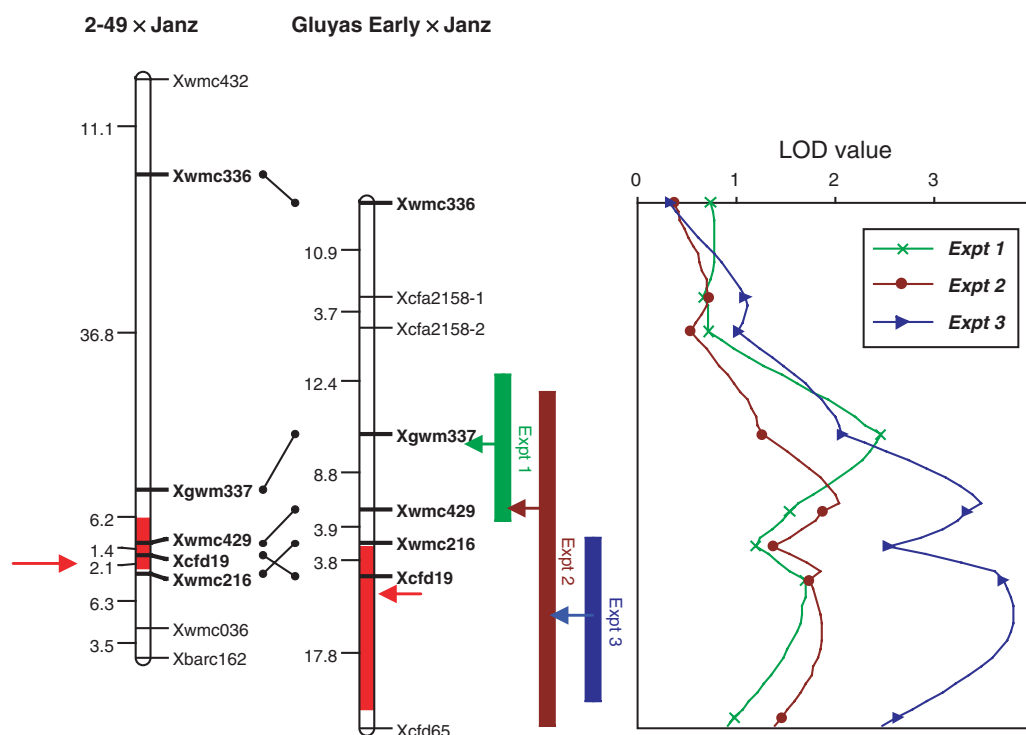 2-49 × Janz
Gluyas Early × Janz
Xwmc432
11.1
Xwmc336
36.8
Xgwm337
6.2
Xwmc429
1.4
Xcfd19
2.1
Xwmc216
6.3
Xwmc036
3.5
Xbarc162
Xwmc336
10.9
Xcfa2158-1
3.7
Xcfa2158-2
12.4
Xgwm337
8.8
Xwmc429
3.9
Xwmc216
3.8
Xcfd19
17.8
Xcfd65
Expt 1
Expt 2
Expt 3
LOD value
0 1 2 3
Expt 1
Expt 2
Expt 3